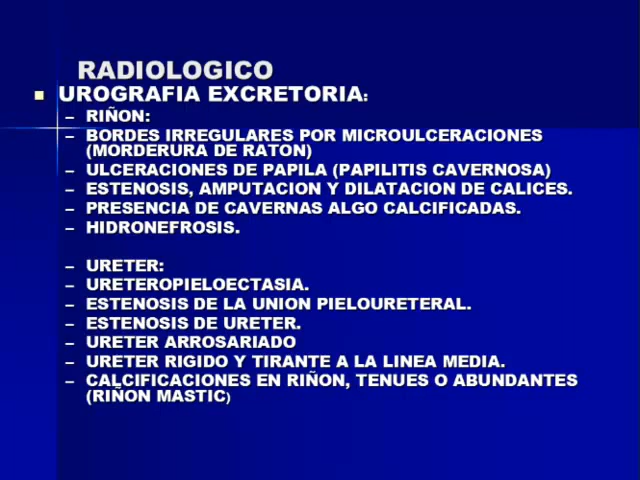 RADIOLOGICO
UROGRAFIA EXCRETORIA:
– RIÑON:
– BORDES IRREGULARES POR MICROULCERACIONES
(MORDERURA DE RATON)
– ULCERACIONES DE PAPILA (PAPILITIS CAVERNOSA)
– ESTENOSIS, AMPUTACION Y DILATACION DE CALICES.
– PRESENCIA DE CAVERNAS ALGO CALCIFICADAS.
– HIDRONEFROSIS.
– URETER:
– URETEROPIELOECTASIA.
– ESTENOSIS DE LA UNION PIELOURETERAL.
– ESTENOSIS DE URETER.
– URETER ARROSARIADO
– URETER RIGIDO Y TIRANTE A LA LINEA MEDIA.
– CALCIFICACIONES EN RIÑON, TENUES O ABUNDANTES
(RIÑON MASTIC)